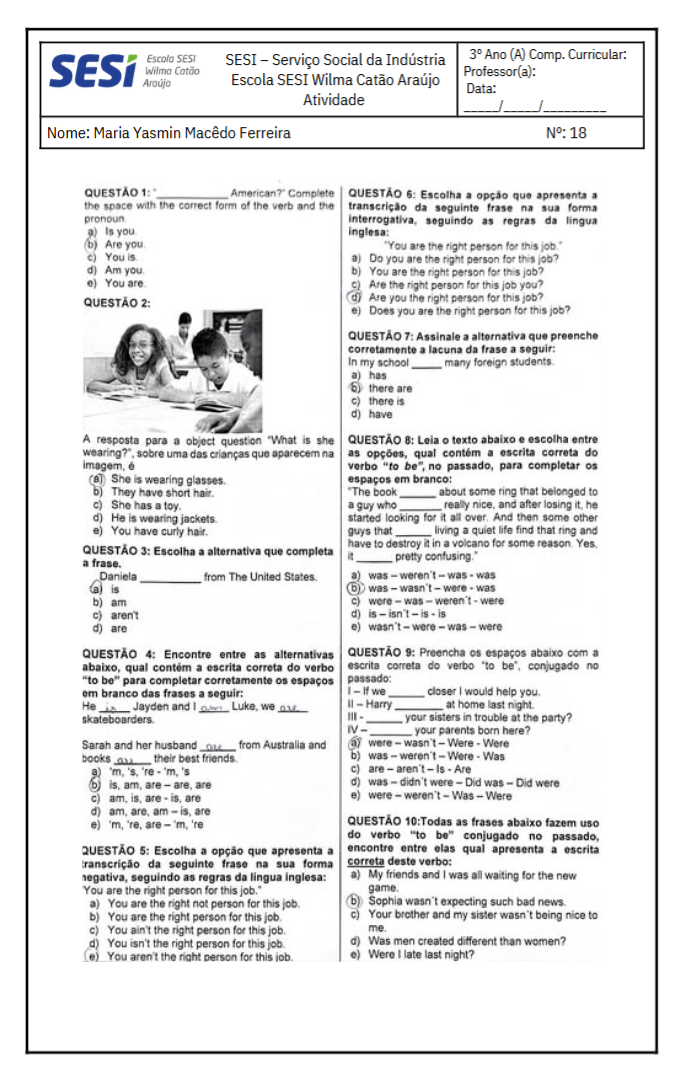 SESI
Escola SESI
Wilma Catão
Araújo
SESI – Serviço Social da Indústria
Escola SESI Wilma Catão Araújo
Atividade
3º Ano (A) Comp. Curricular:
Professor(a):
Data:
_____/_____/_________
Nome: Maria Yasmin Macêdo Ferreira Nº: 18
QUESTÃO 1: "____________ American?" Complete
the space with the correct form of the verb and the
pronoun.
a) Is you.
b) Are you.
c) You is.
d) Am you.
e) You are.
QUESTÃO 2:
A resposta para a object question "What is she
wearing?", sobre uma das crianças que aparecem na
imagem, é
a) She is wearing glasses.
b) They have short hair.
c) She has a toy.
d) He is wearing jackets.
e) You have curly hair.
QUESTÃO 3: Escolha a alternativa que completa
a frase.
Daniela __________ from The United States.
a) is
b) am
c) aren't
d) are
QUESTÃO 4: Encontre entre as alternativas
abaixo, qual contém a escrita correta do verbo
"to be" para completar corretamente os espaços
em branco das frases a seguir:
He is Jayden and I am Luke, we are
skateboarders.
Sarah and her husband are from Australia and
books are their best friends.
a) 'm, 's, 're - 'm, 's
b) is, am, are – are, are
c) am, is, are - is, are
d) am, are, am – is, are
e) 'm, 're, are – 'm, 're
QUESTÃO 5: Escolha a opção que apresenta a
transcrição da seguinte frase na sua forma
negativa, seguindo as regras da língua inglesa:
"You are the right person for this job."
a) You are the right not person for this job.
b) You are the right person for this job.
c) You ain't the right person for this job.
d) You isn't the right person for this job.
e) You aren't the right person for this job.
QUESTÃO 6: Escolha a opção que apresenta a
transcrição da seguinte frase na sua forma
interrogativa, seguindo as regras da língua
inglesa:
"You are the right person for this job."
a) Do you are the right person for this job?
b) You are the right person for this job?
c) Are the right person for this job you?
d) Are you the right person for this job?
e) Does you are the right person for this job?
QUESTÃO 7: Assinale a alternativa que preenche
corretamente a lacuna da frase a seguir:
In my school _____ many foreign students.
a) has
b) there are
c) there is
d) have
QUESTÃO 8: Leia o texto abaixo e escolha entre
as opções, qual contém a escrita correta do
verbo "to be", no passado, para completar os
espaços em branco:
"The book ______ about some ring that belonged to
a guy who ______ really nice, and after losing it, he
started looking for it all over. And then some other
guys that ______ living a quiet life find that ring and
have to destroy it in a volcano for some reason. Yes,
it ______ pretty confusing."
a) was – weren´t – was - was
b) was – wasn´t – were - was
c) were – was – weren´t - were
d) is – isn´t – is - is
e) wasn´t – were – was – were
QUESTÃO 9: Preencha os espaços abaixo com a
escrita correta do verbo "to be", conjugado no
passado:
I – If we ______ closer I would help you.
II – Harry ________ at home last night.
III - ______ your sisters in trouble at the party?
IV – ________ your parents born here?
a) were – wasn´t – Were - Were
b) was – weren´t – Were - Was
c) are – aren´t – Is - Are
d) was – didn´t were – Did was – Did were
e) were – weren´t – Was – Were
QUESTÃO 10:Todas as frases abaixo fazem uso
do verbo "to be" conjugado no passado,
encontre entre elas qual apresenta a escrita
correta deste verbo:
a) My friends and I was all waiting for the new
game.
b) Sophia wasn´t expecting such bad news.
c) Your brother and my sister wasn´t being nice to
me.
d) Was men created different than women?
e) Were I late last night?